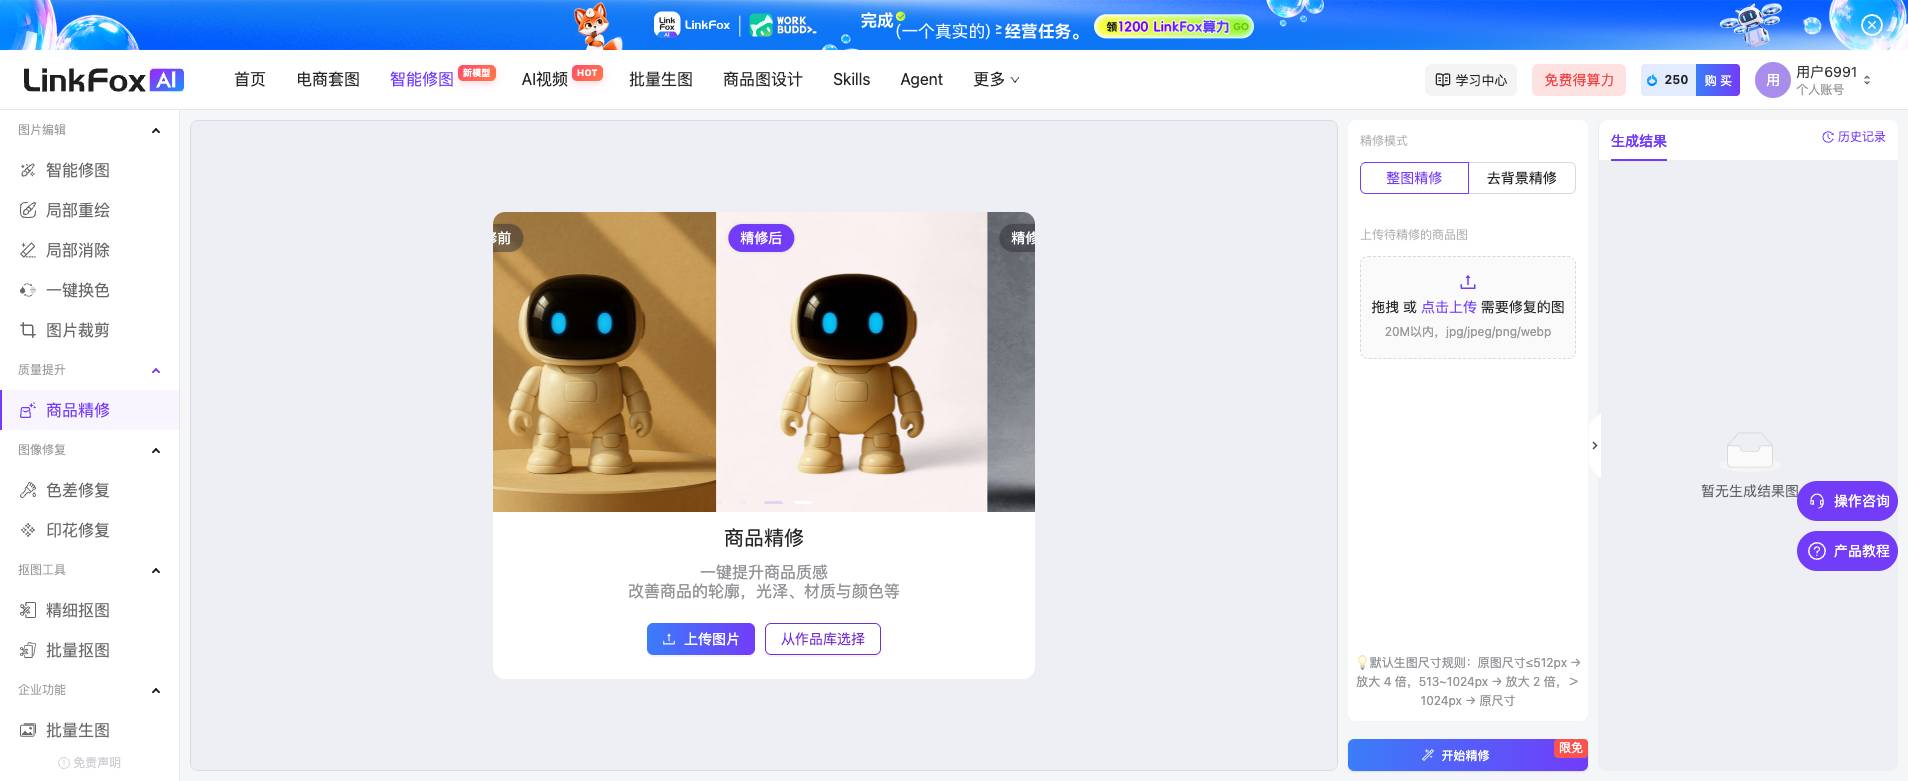 Link Fox AI LinkFox | WORK BUDDY
完成 (一个真实的) 经营任务。
领1200 LinkFox算力 GO
LinkFox AI
首页 电商套图 智能修图 新模型 AI视频 HOT 批量生图 商品图设计 Skills Agent 更多
学习中心 免费得算力 250 购买
用 用户6991
个人账号
图片编辑
智能修图
局部重绘
局部消除
一键换色
图片裁剪
质量提升
商品精修
图像修复
色差修复
印花修复
抠图工具
精细抠图
批量抠图
企业功能
批量生图
免责声明
修前 精修后 精修
商品精修
一键提升商品质感
改善商品的轮廓，光泽、材质与颜色等
上传图片 从作品库选择
精修模式
整图精修 去背景精修
上传待精修的商品图
拖拽 或 点击上传 需要修复的图
20M以内，jpg/jpeg/png/webp
💡默认生图尺寸规则：原图尺寸≤512px →
放大 4 倍，513~1024px → 放大 2 倍，＞
1024px → 原尺寸
开始精修 限免
生成结果 历史记录
暂无生成结果图
操作咨询
产品教程